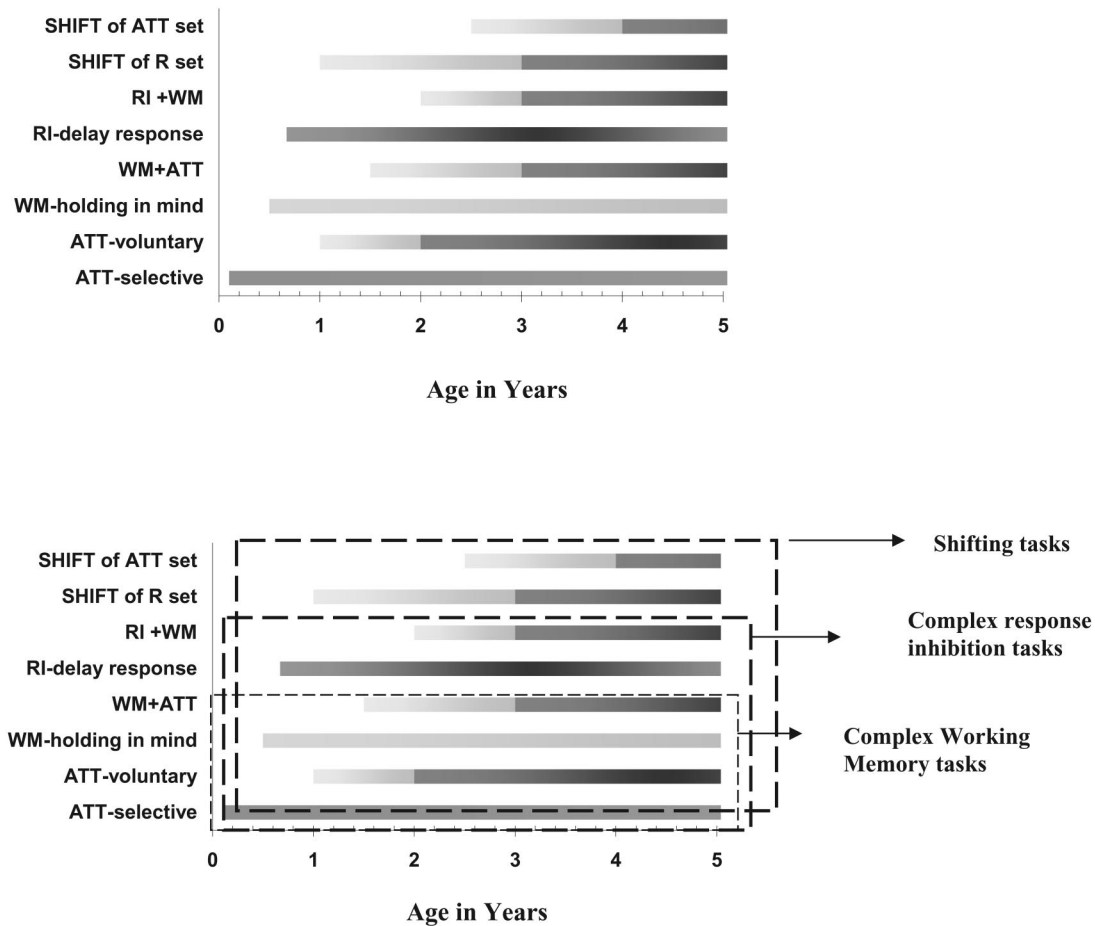 SHIFT of ATT set
SHIFT of R set
RI +WM
RI-delay response
WM+ATT
WM-holding in mind
ATT-voluntary
ATT-selective
0 1 2 3 4 5
Age in Years
SHIFT of ATT set
SHIFT of R set
RI +WM
RI-delay response
WM+ATT
WM-holding in mind
ATT-voluntary
ATT-selective
0 1 2 3 4 5
Age in Years
Shifting tasks
Complex response
inhibition tasks
Complex Working
Memory tasks